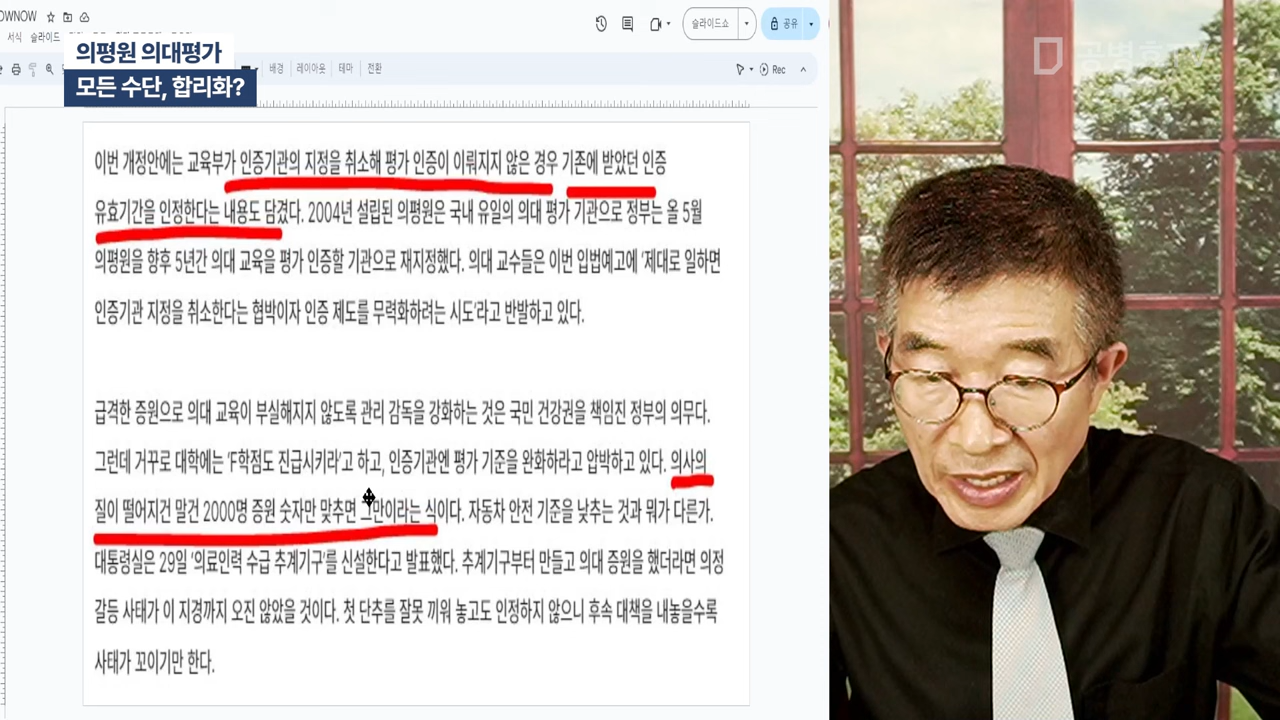 OWNOW
서식 슬라이드
슬라이드쇼
공유
의평원 의대평가
모든 수단, 합리화?
배경 레이아웃 테마 전환
Rec
공병호TV
이번 개정안에는 교육부가 인증기관의 지정을 취소해 평가 인증이 이뤄지지 않은 경우 기존에 받았던 인증
유효기간을 인정한다는 내용도 담겼다. 2004년 설립된 의평원은 국내 유일의 의대 평가 기관으로 정부는 올 5월
의평원을 향후 5년간 의대 교육을 평가 인증할 기관으로 재지정했다. 의대 교수들은 이번 입법예고에 '제대로 일하면
인증기관 지정을 취소한다는 협박이자 인증 제도를 무력화하려는 시도'라고 반발하고 있다.
급격한 증원으로 의대 교육이 부실해지지 않도록 관리 감독을 강화하는 것은 국민 건강권을 책임진 정부의 의무다.
그런데 거꾸로 대학에는 'F학점도 진급시키라'고 하고, 인증기관엔 평가 기준을 완화하라고 압박하고 있다. 의사의
질이 떨어지건 말건 2000명 증원 숫자만 맞추면 그만이라는 식이다. 자동차 안전 기준을 낮추는 것과 뭐가 다른가.
대통령실은 29일 '의료인력 수급 추계기구'를 신설한다고 발표했다. 추계기구부터 만들고 의대 증원을 했더라면 의정
갈등 사태가 이 지경까지 오진 않았을 것이다. 첫 단추를 잘못 끼워 놓고도 인정하지 않으니 후속 대책을 내놓을수록
사태가 꼬이기만 한다.